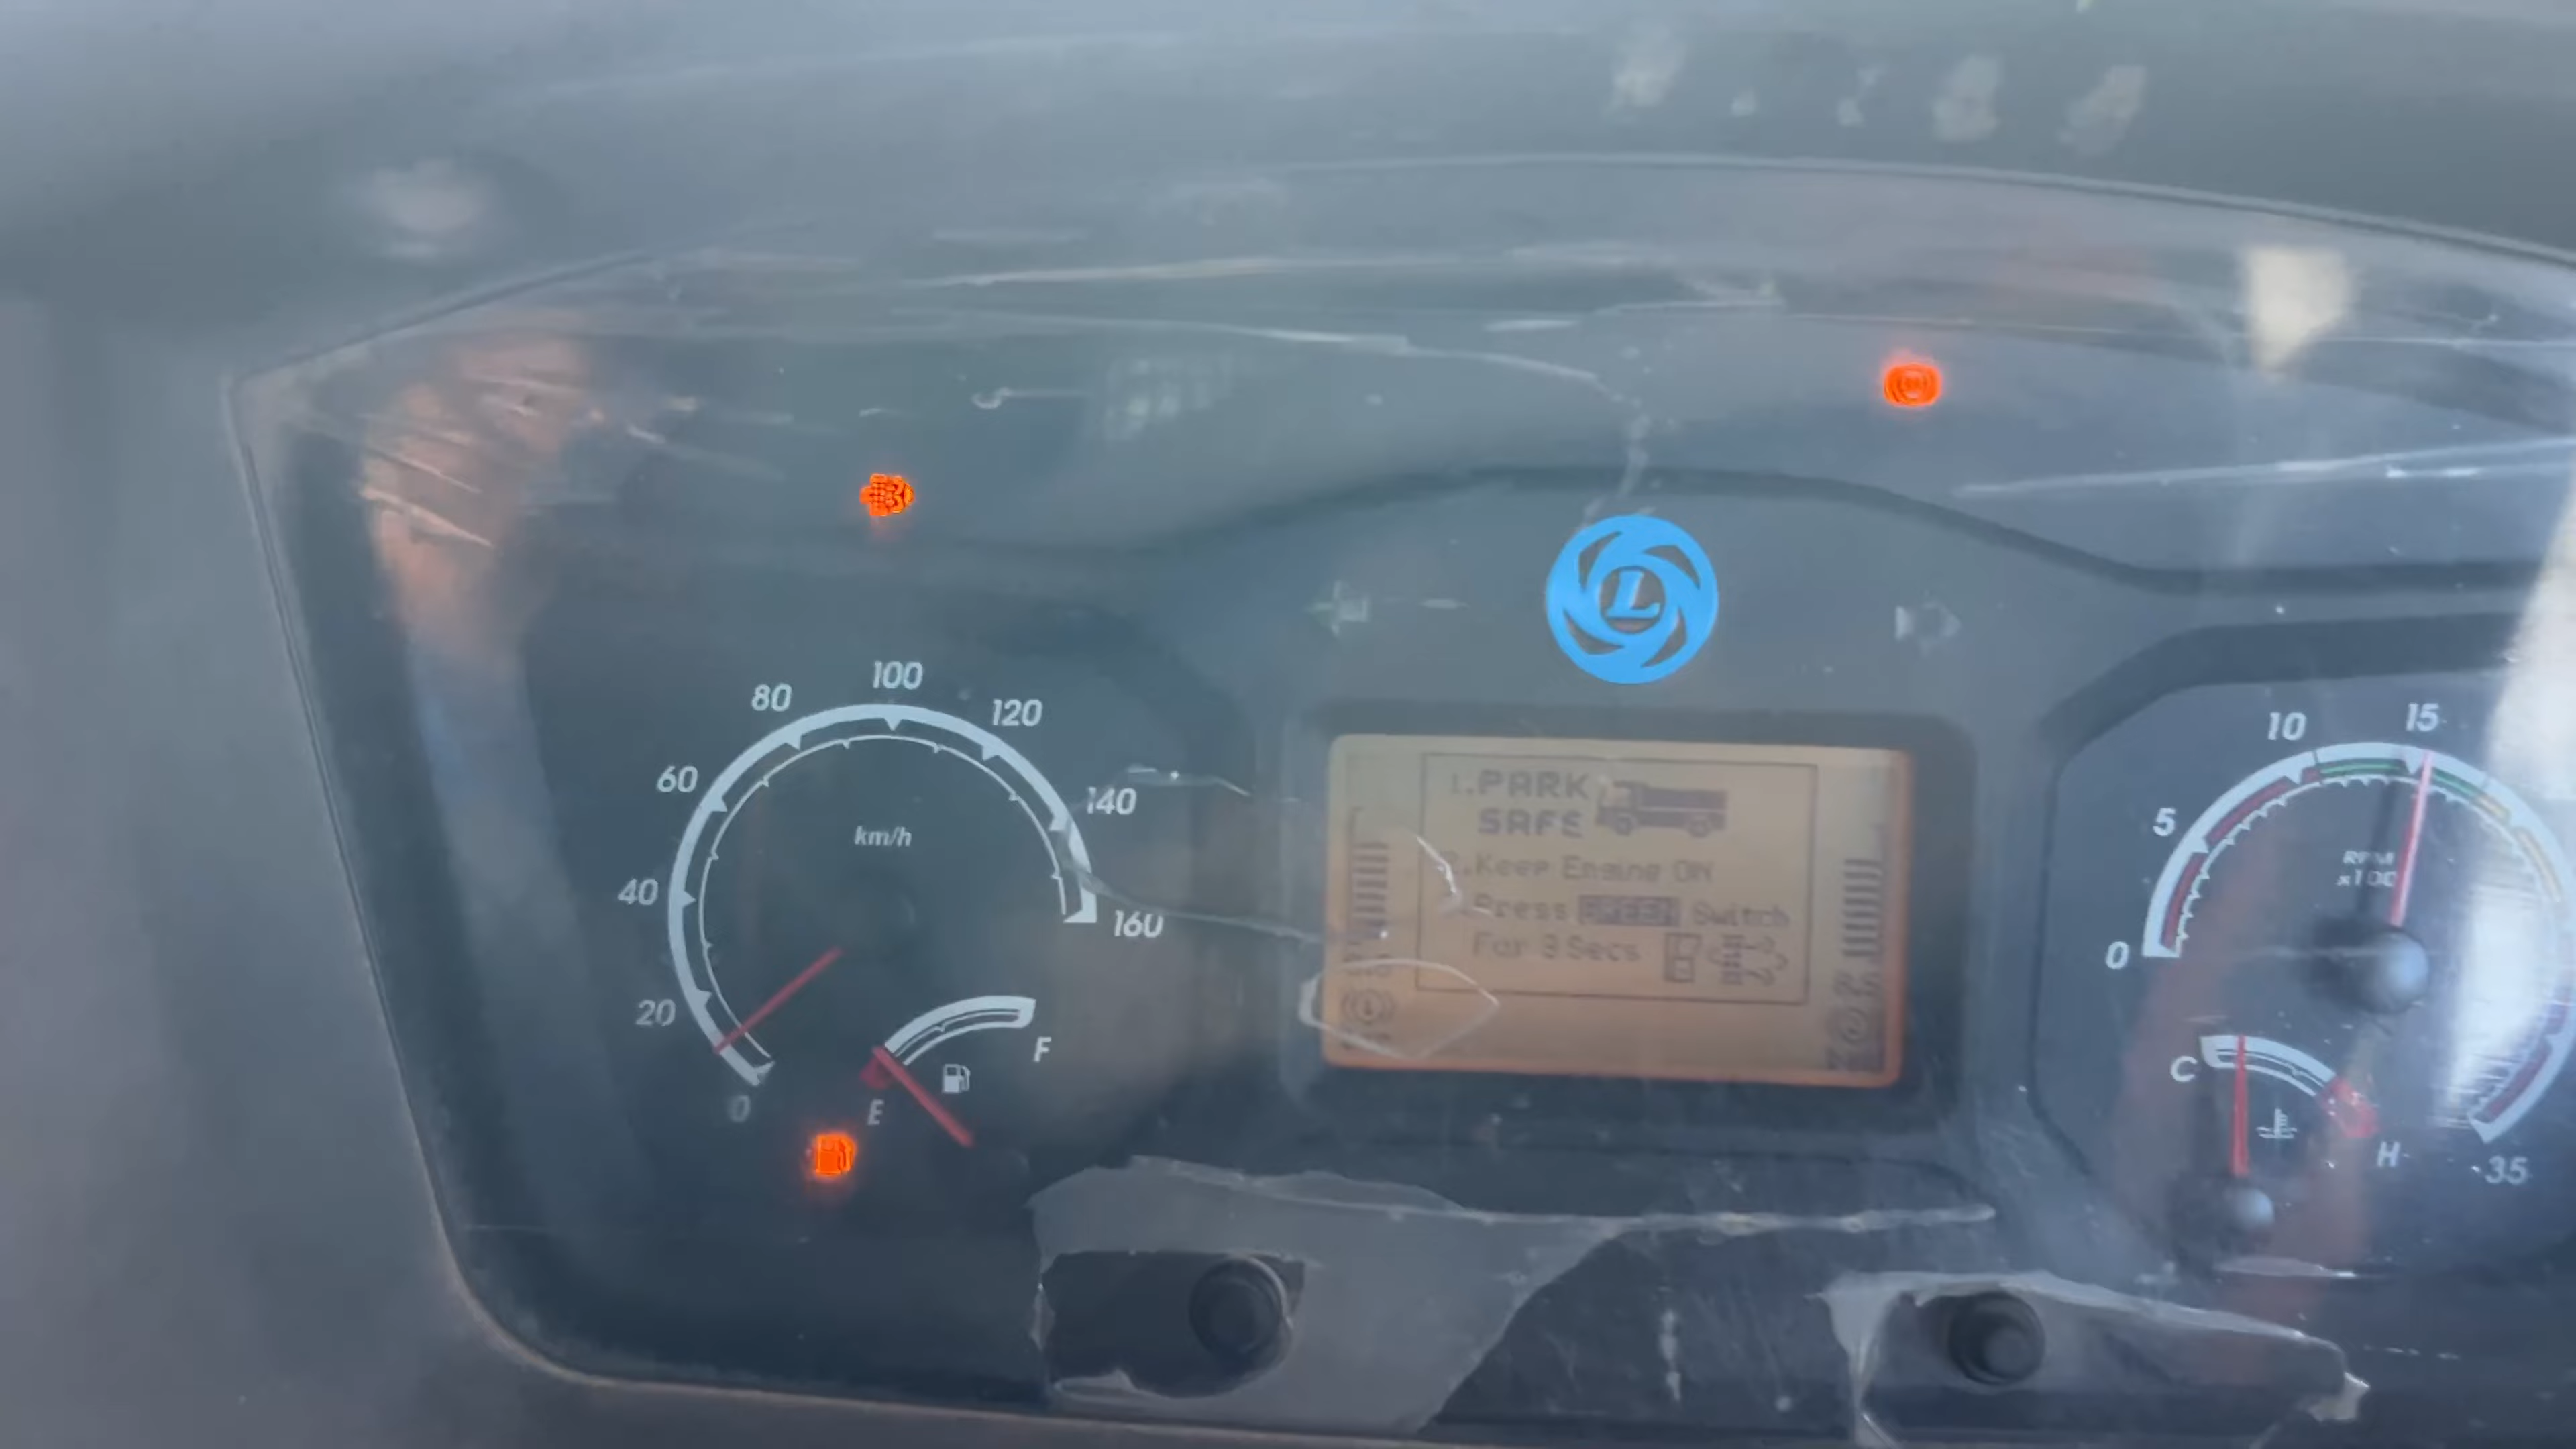 L
80
100
120
60
140
40
km/h
160
20
0
E
F
1.PARK
SAFE
2.Keep Engine ON
Press GREEN Switch
For 3 Secs
10
15
5
RPM
x100
0
C
H
35